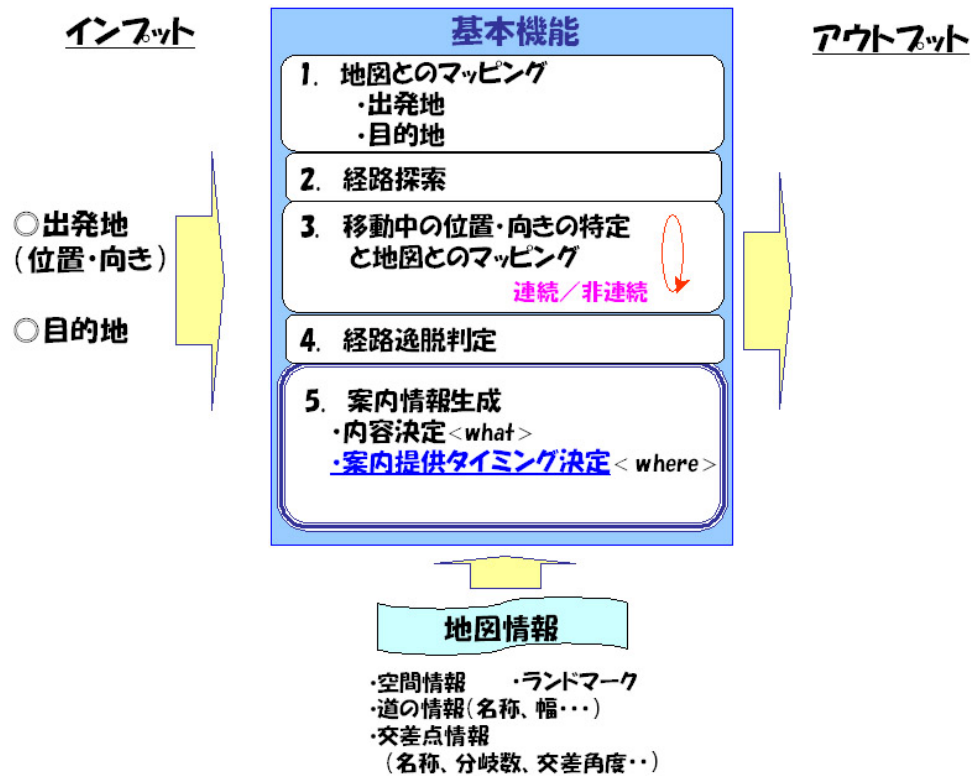 インプット
基本機能
アウトプット
1. 地図とのマッピング
・出発地
・目的地
2. 経路探索
3. 移動中の位置・向きの特定
と地図とのマッピング
連続／非連続
4. 経路逸脱判定
5. 案内情報生成
・内容決定<what>
・案内提供タイミング決定< where>
○出発地
(位置・向き)
○目的地
地図情報
・空間情報 ・ランドマーク
・道の情報(名称、幅・・・)
・交差点情報
(名称、分岐数、交差角度・・)